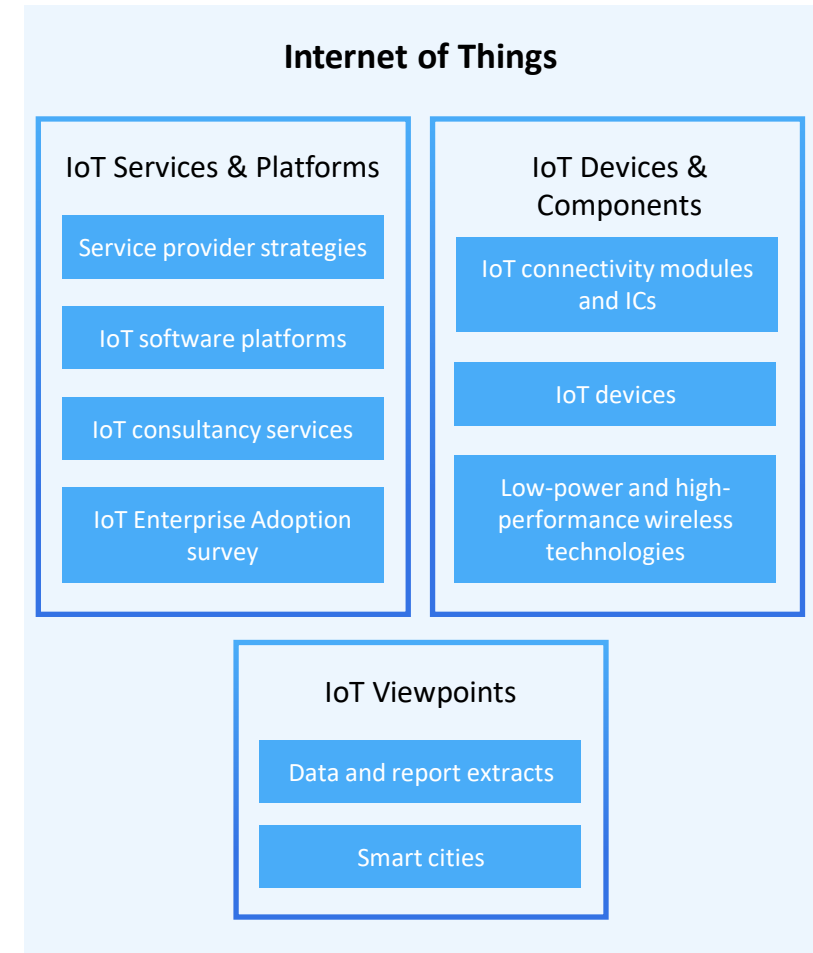 Internet of Things
IoT Services & Platforms
Service provider strategies
IoT software platforms
IoT consultancy services
IoT Enterprise Adoption
survey
IoT Devices &
Components
IoT connectivity modules
and ICs
IoT devices
Low-power and high-
performance wireless
technologies
IoT Viewpoints
Data and report extracts
Smart cities